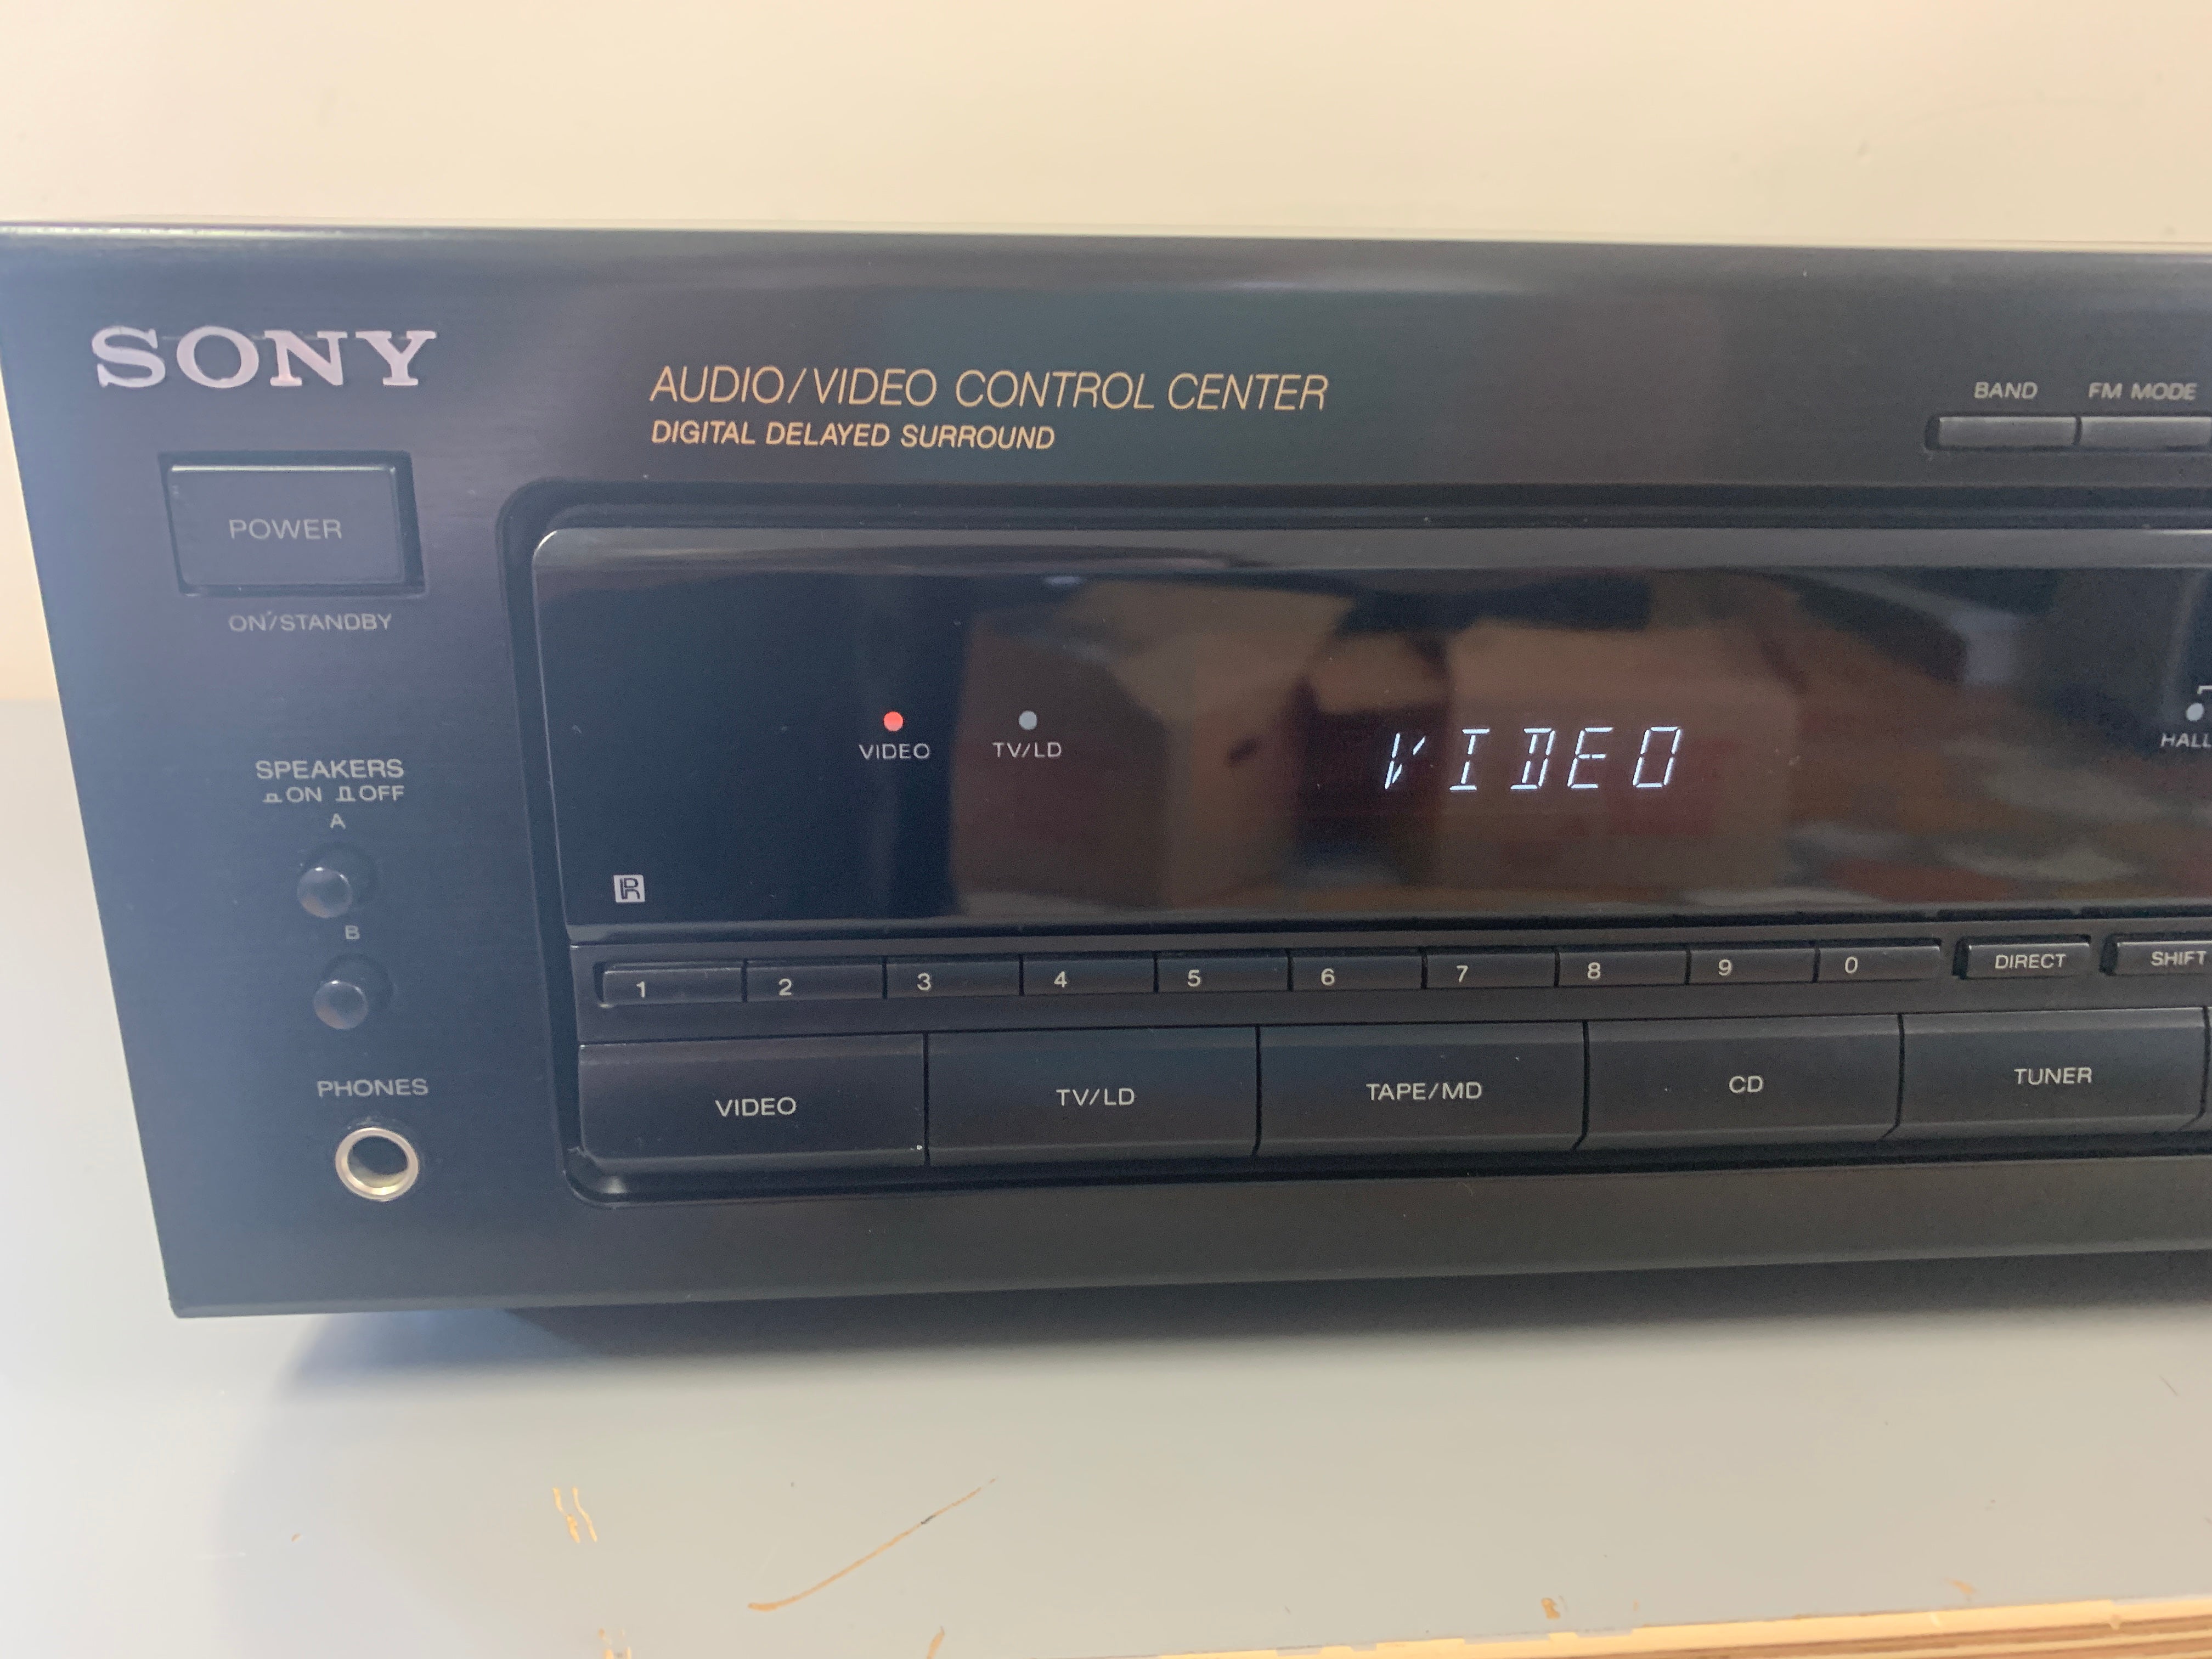 SONY
AUDIO/VIDEO CONTROL CENTER
DIGITAL DELAYED SURROUND
BAND FM MODE
POWER
ON/STANDBY
VIDEO TV/LD
VIDEO
HALL
SPEAKERS
ON OFF
A
B
PHONES
R
1 2 3 4 5 6 7 8 9 0 DIRECT SHIFT
VIDEO TV/LD TAPE/MD CD TUNER